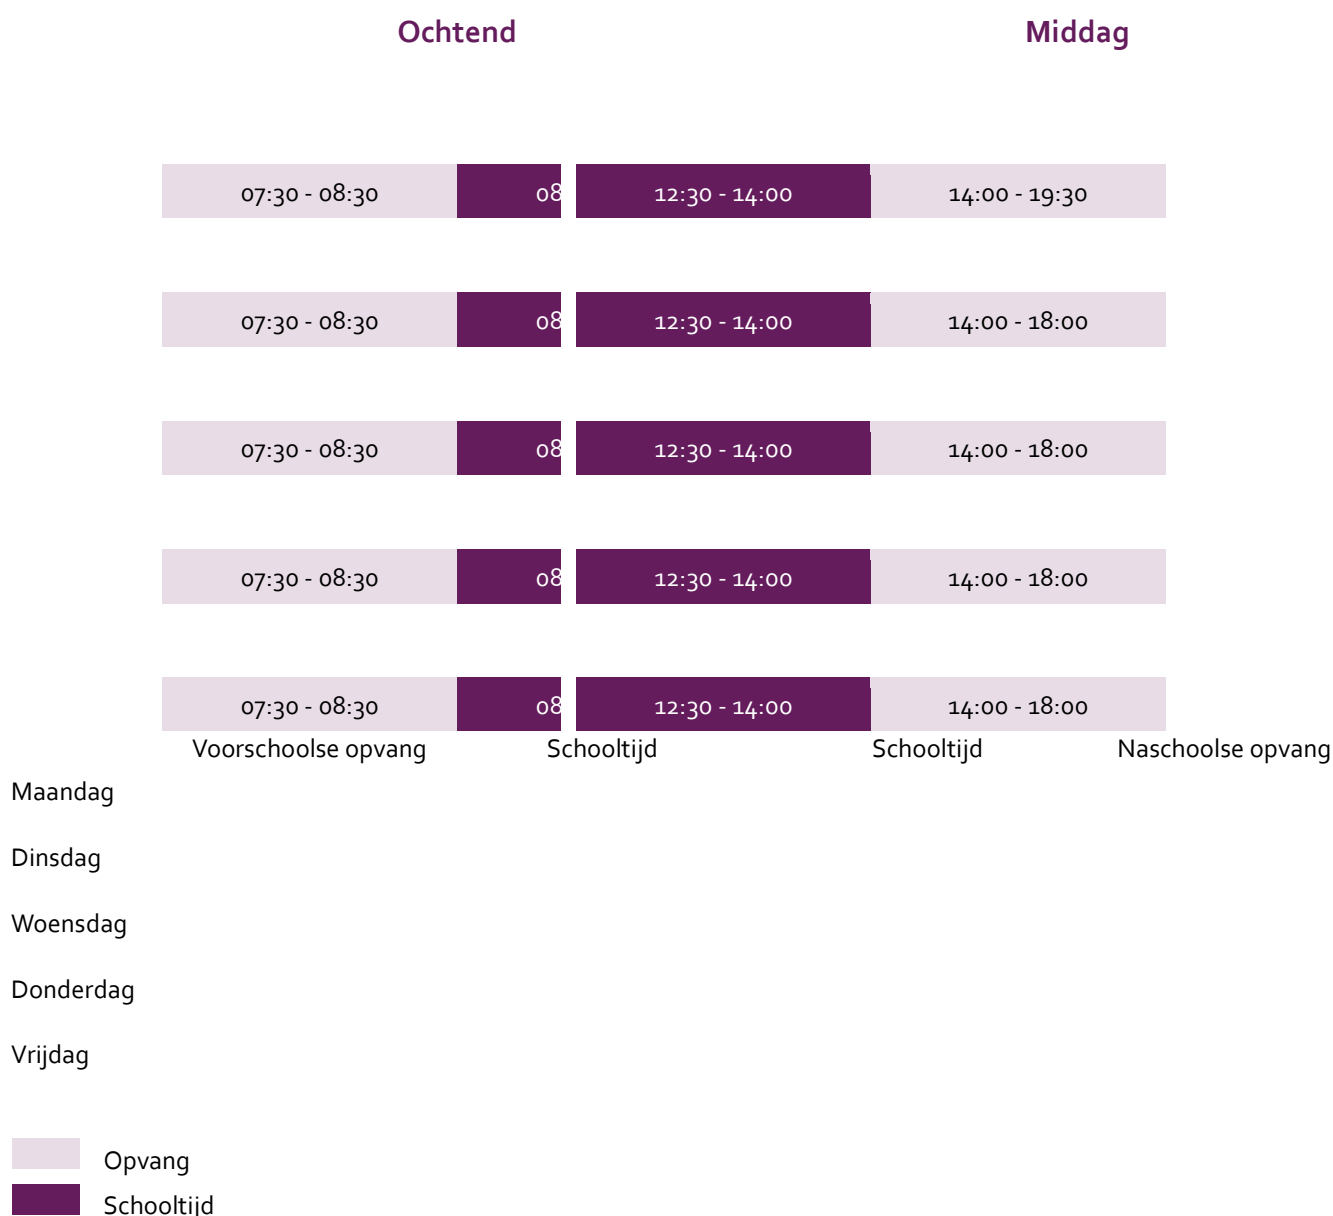 Ochtend Middag
07:30 - 08:30 08 12:30 - 14:00 14:00 - 19:30
07:30 - 08:30 08 12:30 - 14:00 14:00 - 18:00
07:30 - 08:30 08 12:30 - 14:00 14:00 - 18:00
07:30 - 08:30 08 12:30 - 14:00 14:00 - 18:00
07:30 - 08:30 08 12:30 - 14:00 14:00 - 18:00
Voorschoolse opvang Schooltijd Schooltijd Naschoolse opvang
Maandag
Dinsdag
Woensdag
Donderdag
Vrijdag
Opvang
Schooltijd